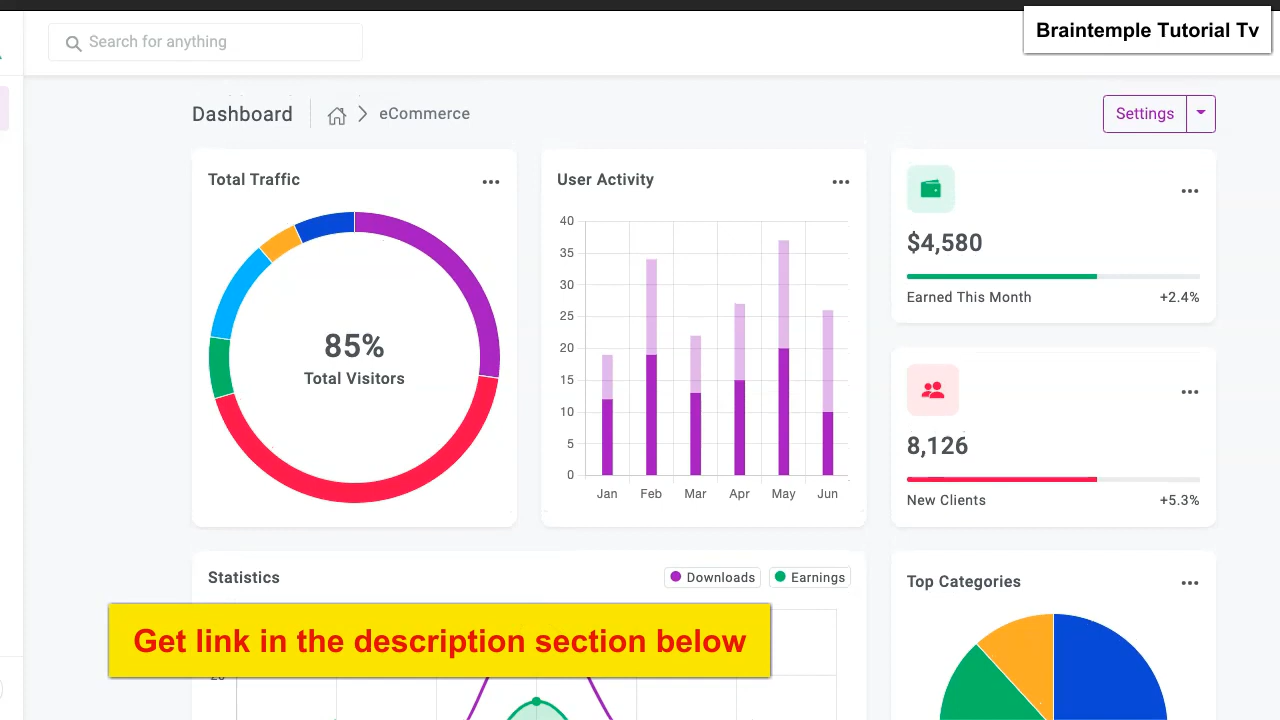 Search for anything
Braintemple Tutorial Tv
Dashboard
eCommerce
Settings
Total Traffic
85%
Total Visitors
User Activity
40
35
30
25
20
15
10
5
0
Jan Feb Mar Apr May Jun
$4,580
Earned This Month +2.4%
8,126
New Clients +5.3%
Statistics
Downloads
Earnings
Get link in the description section below
Top Categories